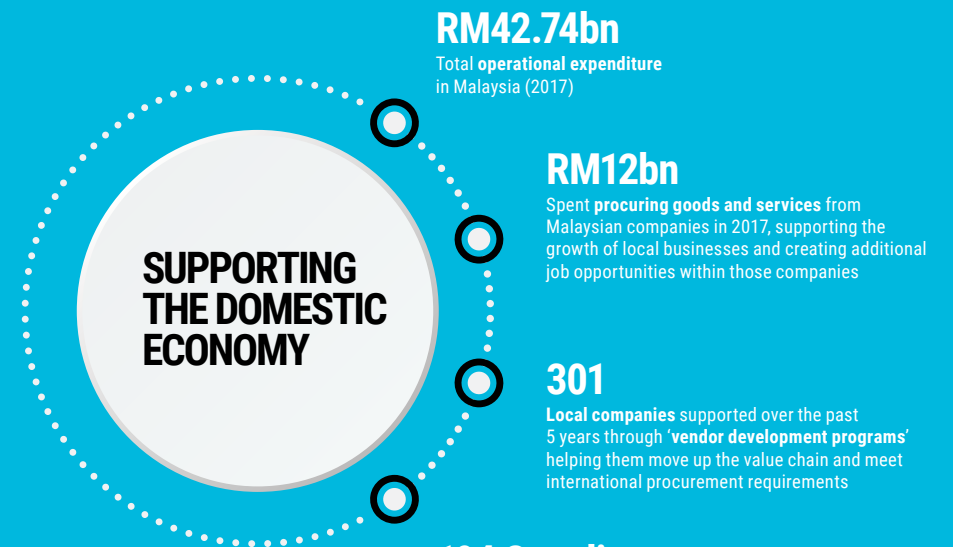 RM42.74bn
Total operational expenditure
in Malaysia (2017)
SUPPORTING
THE DOMESTIC
ECONOMY
RM12bn
Spent procuring goods and services from
Malaysian companies in 2017, supporting the
growth of local businesses and creating additional
job opportunities within those companies
301
Local companies supported over the past
5 years through ‘vendor development programs’
helping them move up the value chain and meet
international procurement requirements